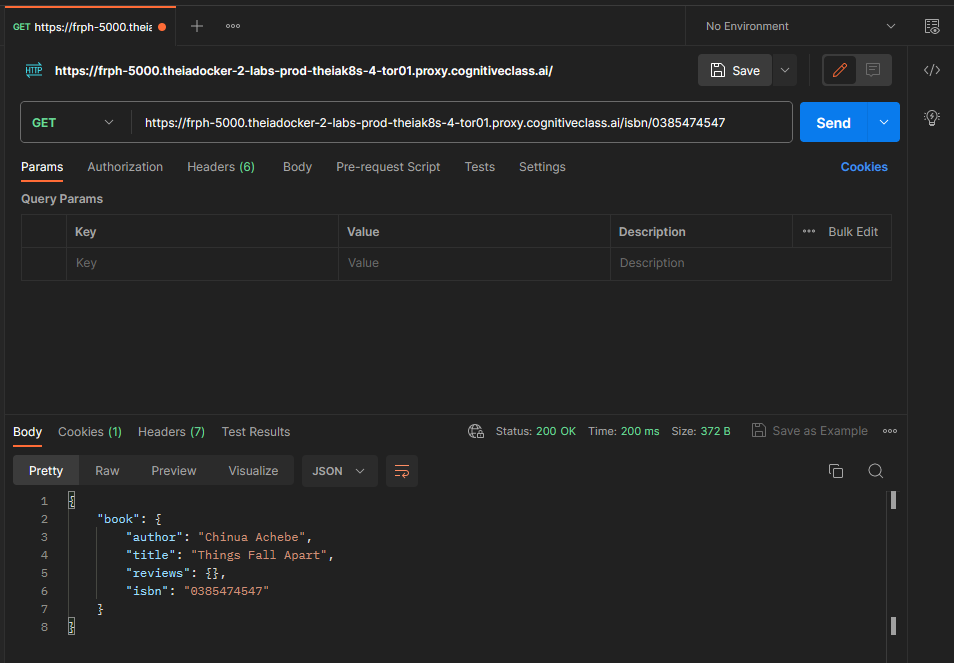 GET https://frph-5000.theia
No Environment
HTTP https://frph-5000.theiadocker-2-labs-prod-theiak8s-4-tor01.proxy.cognitiveclass.ai/
Save
GET https://frph-5000.theiadocker-2-labs-prod-theiak8s-4-tor01.proxy.cognitiveclass.ai/isbn/0385474547 Send
Params Authorization Headers (6) Body Pre-request Script Tests Settings Cookies
Query Params
Key Value Description ••• Bulk Edit
Key Value Description
Body Cookies (1) Headers (7) Test Results Status: 200 OK Time: 200 ms Size: 372 B Save as Example
Pretty Raw Preview Visualize JSON
1 {
2 "book": {
3 "author": "Chinua Achebe",
4 "title": "Things Fall Apart",
5 "reviews": {},
6 "isbn": "0385474547"
7 }
8 }